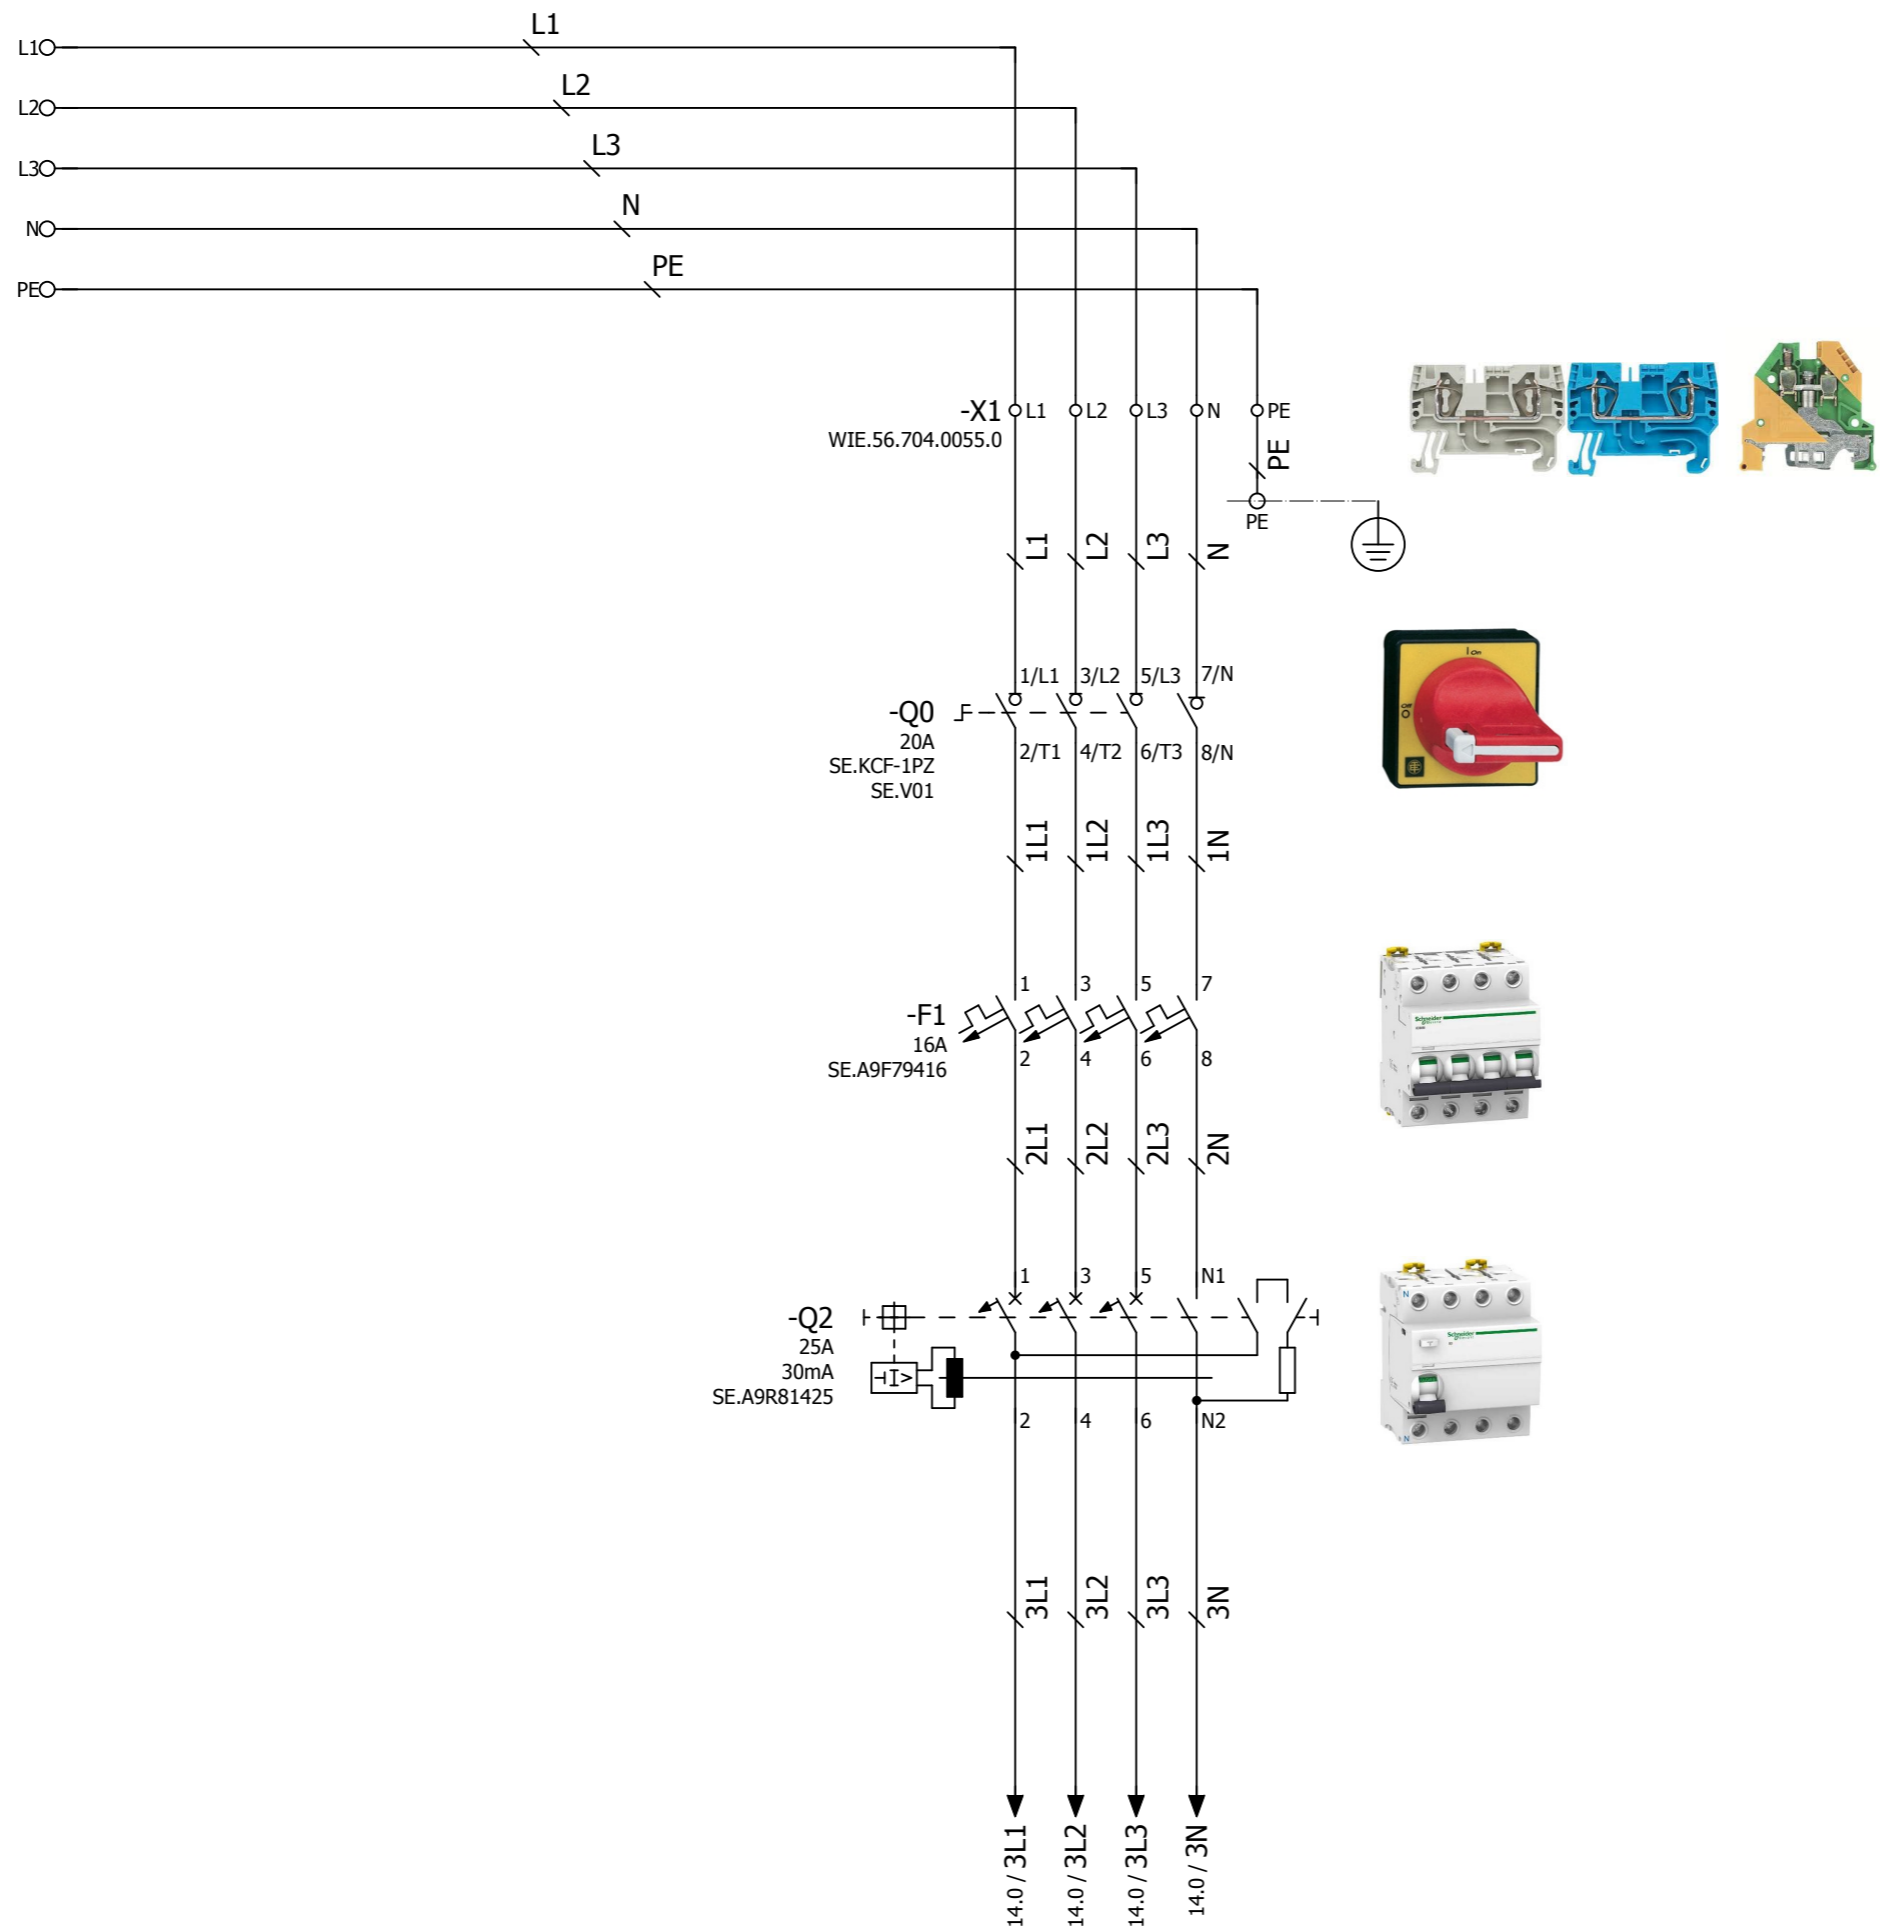 L1
L1
L2
L2
L3
L3
N
N
PE
PE
-X1 L1 L2 L3 N PE
WIE.56.704.0055.0
PE
PE
L1 L2 L3 N
1/L1 3/L2 5/L3 7/N
-Q0
20A
SE.KCF-1PZ
SE.V01
2/T1 4/T2 6/T3 8/N
I On
Off
O
1L1 1L2 1L3 1N
1 3 5 7
-F1
16A
SE.A9F79416
2 4 6 8
Schneider
2L1 2L2 2L3 2N
1 3 5 N1
-Q2
25A
30mA
SE.A9R81425
I>
2 4 6 N2
N
Schneider
N
3L1 3L2 3L3 3N
14.0 / 3L1
14.0 / 3L2
14.0 / 3L3
14.0 / 3N